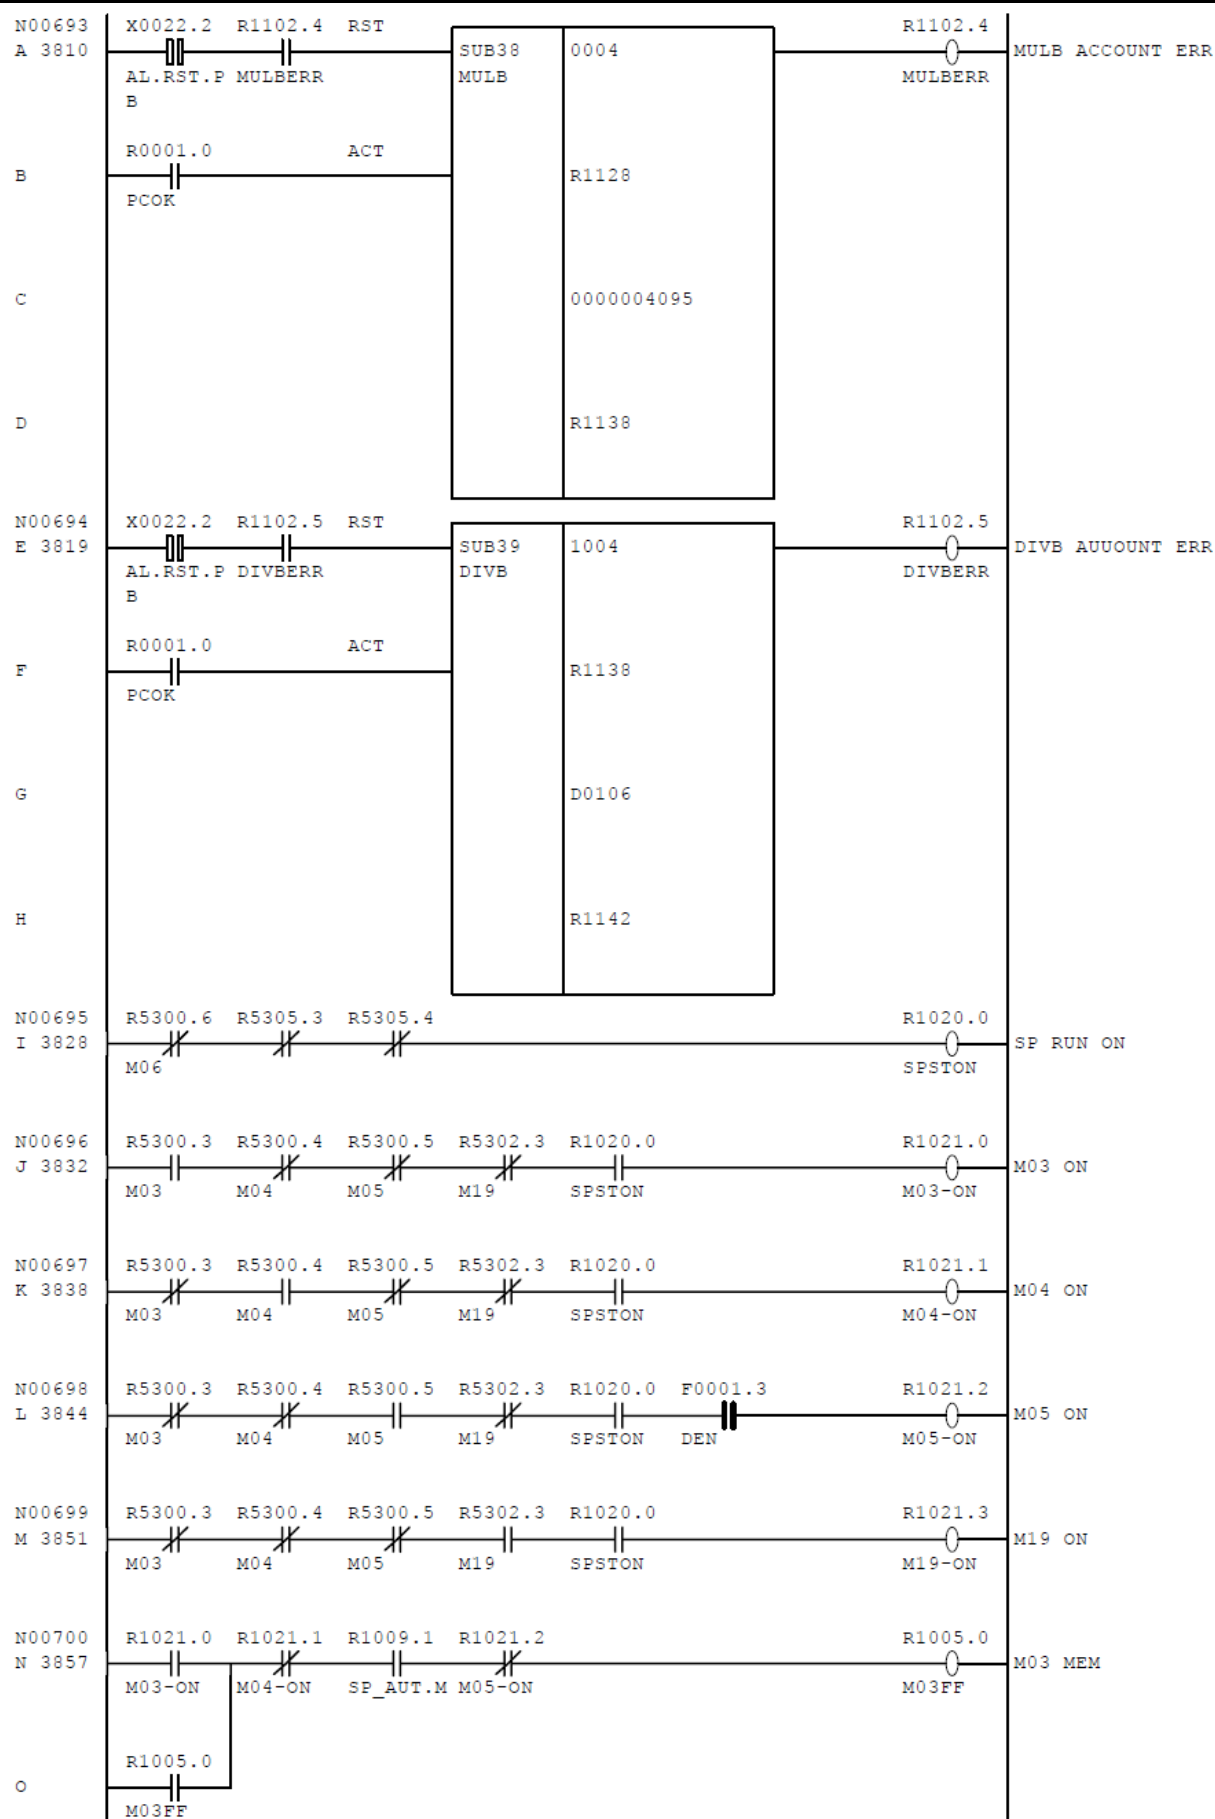 N00693 X0022.2 R1102.4 RST R1102.4
A 3810 SUB38 0004 MULB ACCOUNT ERR
AL.RST.P MULBERR MULB MULBERR
B
R0001.0 ACT
B R1128
PCOK
C 0000004095
D R1138
N00694 X0022.2 R1102.5 RST R1102.5
E 3819 SUB39 1004 DIVB AUUOUNT ERR
AL.RST.P DIVBERR DIVB DIVBERR
B
R0001.0 ACT
F R1138
PCOK
G D0106
H R1142
N00695 R5300.6 R5305.3 R5305.4 R1020.0
I 3828 SP RUN ON
M06 SPSTON
N00696 R5300.3 R5300.4 R5300.5 R5302.3 R1020.0 R1021.0
J 3832 M03 ON
M03 M04 M05 M19 SPSTON M03-ON
N00697 R5300.3 R5300.4 R5300.5 R5302.3 R1020.0 R1021.1
K 3838 M04 ON
M03 M04 M05 M19 SPSTON M04-ON
N00698 R5300.3 R5300.4 R5300.5 R5302.3 R1020.0 F0001.3 R1021.2
L 3844 M05 ON
M03 M04 M05 M19 SPSTON DEN M05-ON
N00699 R5300.3 R5300.4 R5300.5 R5302.3 R1020.0 R1021.3
M 3851 M19 ON
M03 M04 M05 M19 SPSTON M19-ON
N00700 R1021.0 R1021.1 R1009.1 R1021.2 R1005.0
N 3857 M03 MEM
M03-ON M04-ON SP_AUT.M M05-ON M03FF
R1005.0
O
M03FF